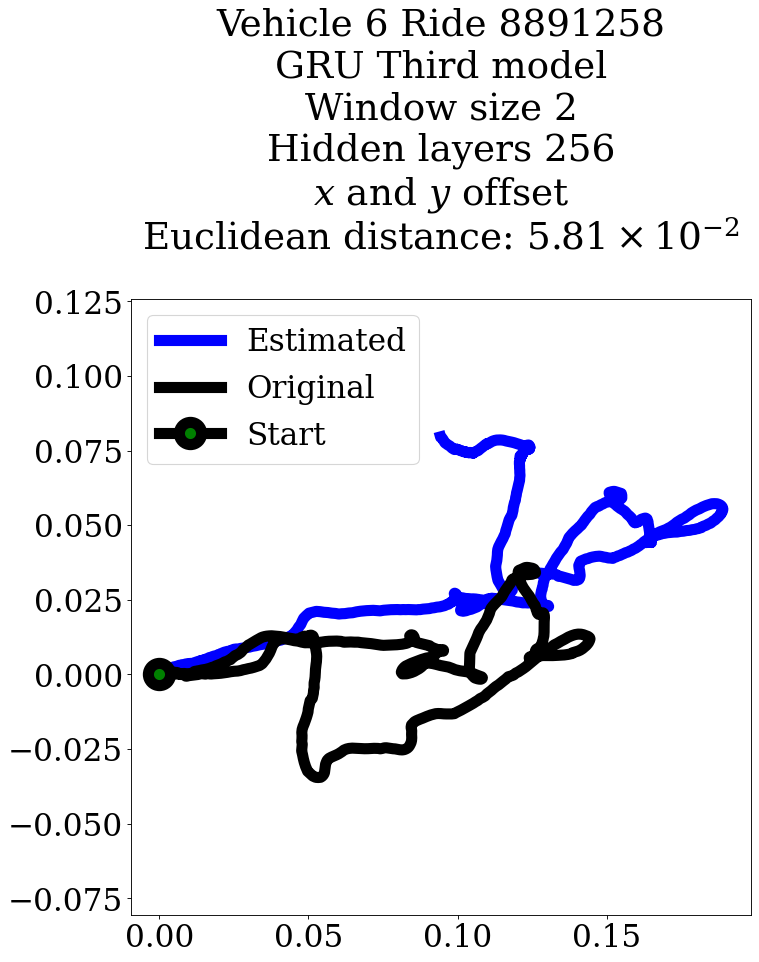 Vehicle 6 Ride 8891258
GRU Third model
Window size 2
Hidden layers 256
x and y offset
Euclidean distance: 5.81 × 10⁻²
0.125
0.100
0.075
0.050
0.025
0.000
−0.025
−0.050
−0.075
Estimated
Original
Start
0.00 0.05 0.10 0.15